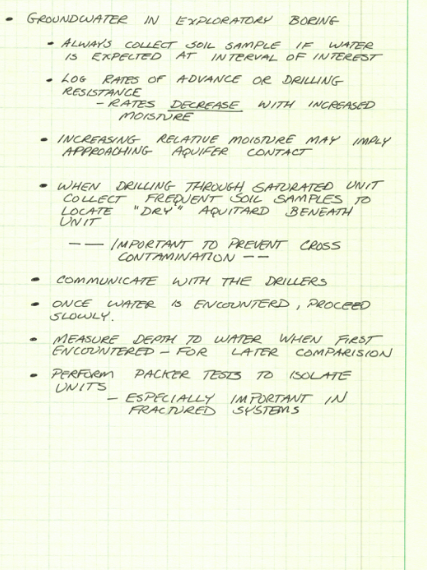 • GROUNDWATER IN EXPLORATORY BORING
• ALWAYS COLLECT SOIL SAMPLE IF WATER
IS EXPECTED AT INTERVAL OF INTEREST
• LOG RATES OF ADVANCE OR DRILLING
RESISTANCE
- RATES DECREASE WITH INCREASED
MOISTURE
• INCREASING RELATIVE MOISTURE MAY IMPLY
APPROACHING AQUIFER CONTACT
• WHEN DRILLING THROUGH SATURATED UNIT
COLLECT FREQUENT SOIL SAMPLES TO
LOCATE "DRY" AQUITARD BENEATH
UNIT
-- IMPORTANT TO PREVENT CROSS
CONTAMINATION --
• COMMUNICATE WITH THE DRILLERS
• ONCE WATER IS ENCOUNTERD, PROCEED
SLOWLY.
• MEASURE DEPTH TO WATER WHEN FIRST
ENCOUNTERED - FOR LATER COMPARISION
• PERFORM PACKER TESTS TO ISOLATE
UNITS
- ESPECIALLY IMPORTANT IN
FRACTURED SYSTEMS